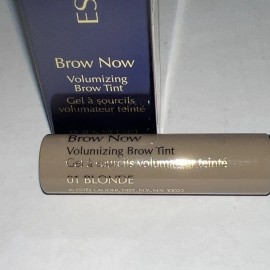 ES
Brow Now
Volumizing
Brow Tint
Gel à sourcils
volumateur teinté
Brow Now
Volumizing Brow Tint
Gel à sourcils volumateur teinté
01 BLONDE